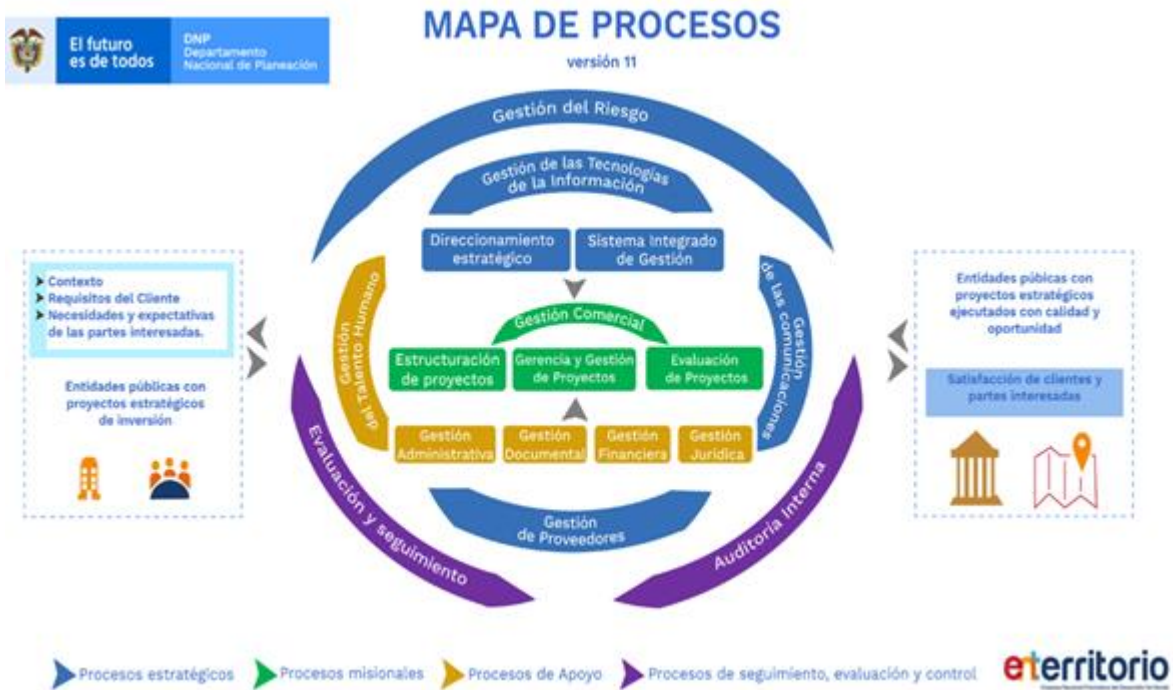 El futuro
es de todos
DNP
Departamento
Nacional de Planeación
MAPA DE PROCESOS
versión 11
Gestión del Riesgo
Gestión de las Tecnologías
de la Información
Direccionamiento
estratégico
Sistema Integrado
de Gestión
Contexto
Requisitos del Cliente
Necesidades y expectativas
de las partes interesadas.
Entidades públicas con
proyectos estratégicos
de inversión
Gestión
del Talento Humano
Gestión Comercial
Estructuración
de proyectos
Gerencia y Gestión
de Proyectos
Evaluación
de Proyectos
Gestión
de las comunicaciones
Gestión
Administrativa
Gestión
Documental
Gestión
Financiera
Gestión
Jurídica
Gestión
de Proveedores
Evaluación y seguimiento
Auditoría Interna
Entidades púbicas con
proyectos estratégicos
ejecutados con calidad y
oportunidad
Satisfacción de clientes y
partes interesadas
Procesos estratégicos
Procesos misionales
Procesos de Apoyo
Procesos de seguimiento, evaluación y control
eterritorio